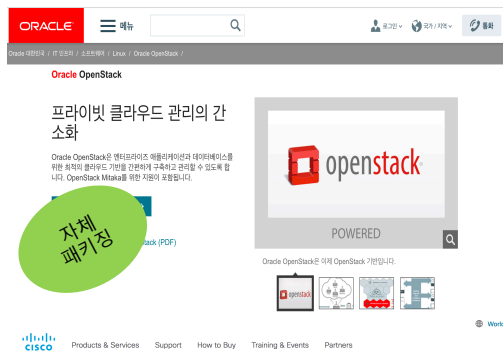 ORACLE
메뉴
로그인
국가 / 지역
통화
Oracle 대한민국 / IT 인프라 / 소프트웨어 / Linux / Oracle OpenStack /
Oracle OpenStack
프라이빗 클라우드 관리의 간
소화
Oracle OpenStack은 엔터프라이즈 애플리케이션과 데이터베이스를
위한 최적의 클라우드 기반을 간편하게 구축하고 관리할 수 있도록 합
니다. OpenStack Mitaka를 위한 지원이 포함됩니다.
자체
패키징
(PDF)
openstack
POWERED
Oracle OpenStack은 이제 OpenStack 기반입니다.
openstack
CISCO
Products & Services
Support
How to Buy
Training & Events
Partners